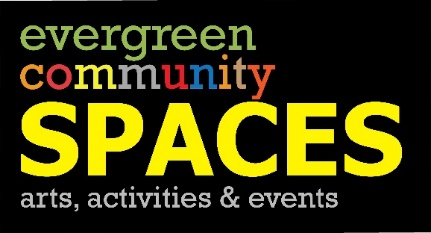 evergreen
community
SPACES
arts, activities & events